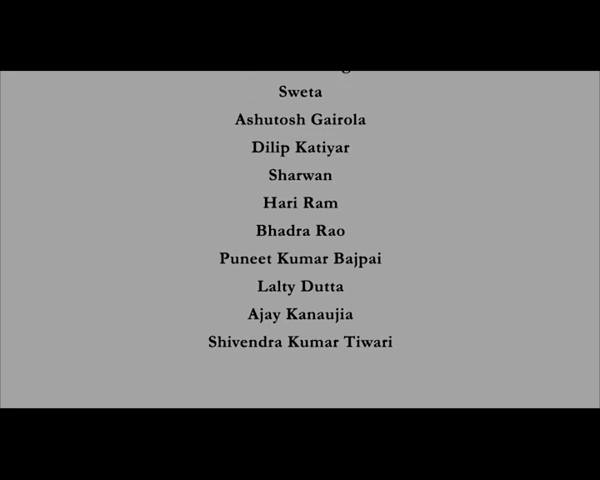 Sweta
Ashutosh Gairola
Dilip Katiyar
Sharwan
Hari Ram
Bhadra Rao
Puneet Kumar Bajpai
Lalty Dutta
Ajay Kanaujia
Shivendra Kumar Tiwari